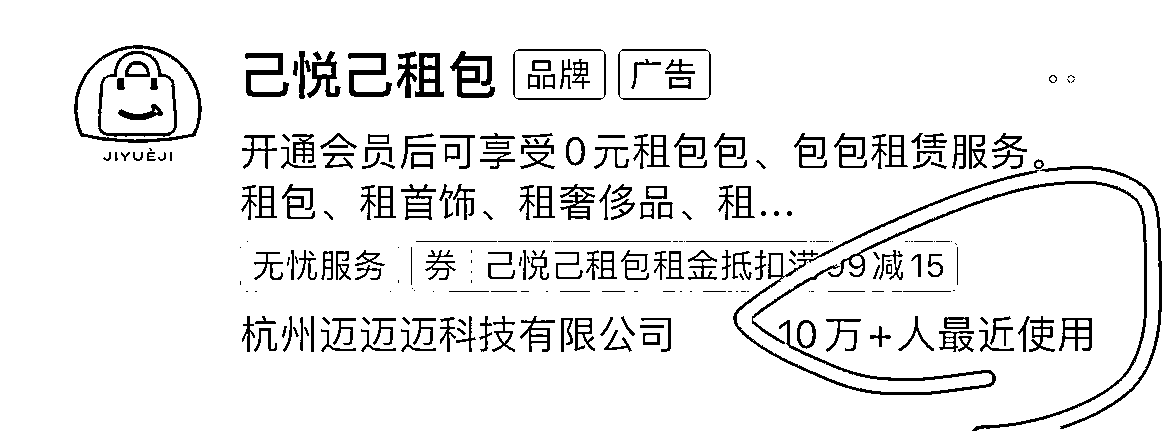 己悦己租包 品牌 广告
JIYUÈJI
开通会员后可享受0元租包包、包包租赁服务。
租包、租首饰、租奢侈品、租...
无忧服务 券 己悦己租包租金抵扣满99减15
杭州迈迈迈科技有限公司 10万+人最近使用